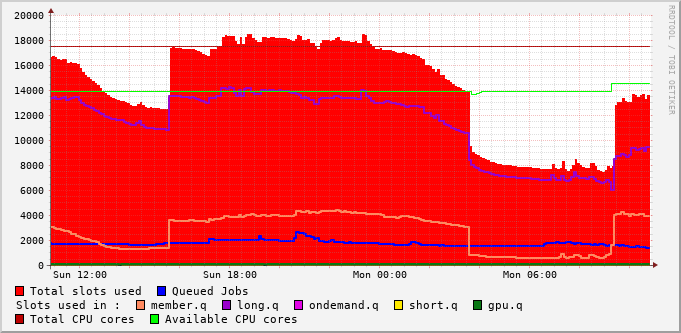 20000
18000
16000
14000
12000
10000
8000
6000
4000
2000
0
Sun 12:00 Sun 18:00 Mon 00:00 Mon 06:00
RRDTOOL / TOBI OETIKER
Total slots used Queued Jobs
Slots used in : member.q long.q ondemand.q short.q gpu.q
Total CPU cores Available CPU cores